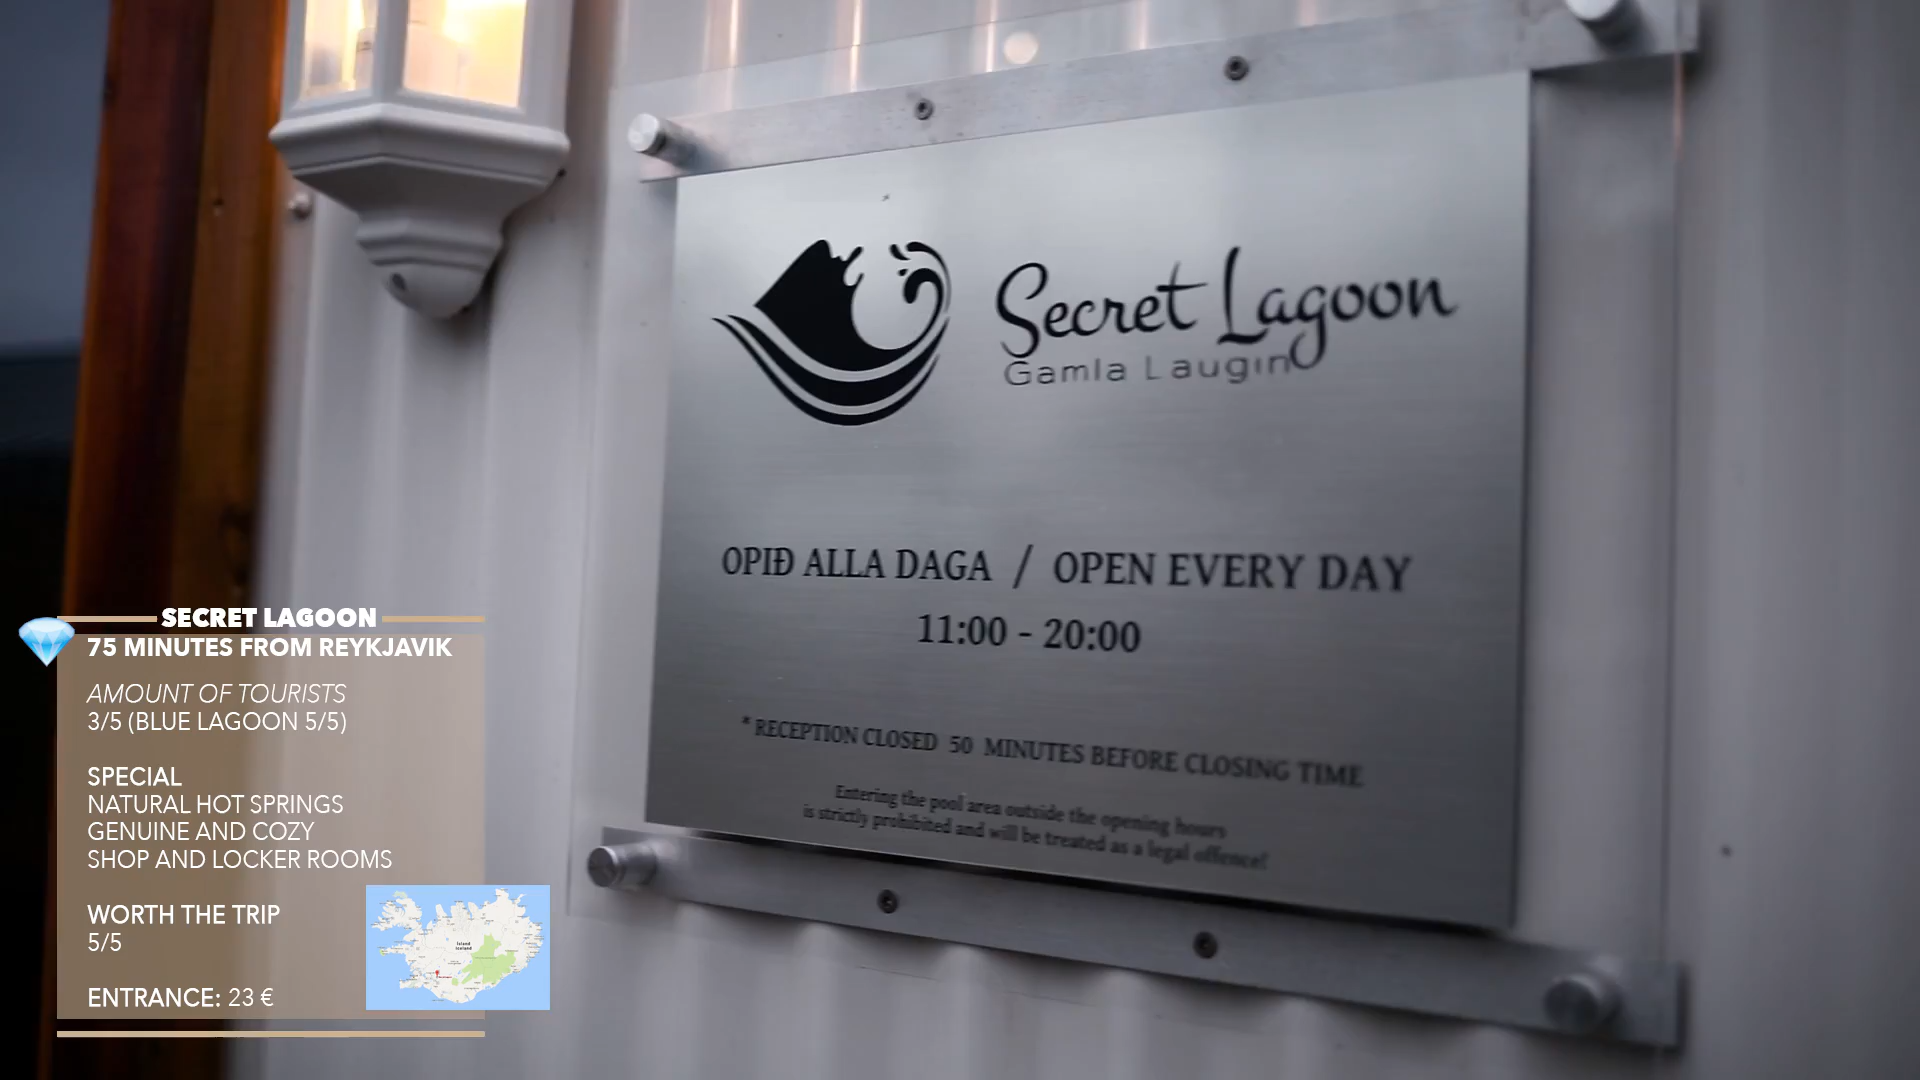 Secret Lagoon
Gamla Laugin
OPIÐ ALLA DAGA / OPEN EVERY DAY
11:00 - 20:00
* RECEPTION CLOSED 50 MINUTES BEFORE CLOSING TIME
Entering the pool area outside the opening hours
is strictly prohibited and will be treated as a legal offence!
SECRET LAGOON
75 MINUTES FROM REYKJAVIK
AMOUNT OF TOURISTS
3/5 (BLUE LAGOON 5/5)
SPECIAL
NATURAL HOT SPRINGS
GENUINE AND COZY
SHOP AND LOCKER ROOMS
WORTH THE TRIP
5/5
ENTRANCE: 23 €
Island
Iceland